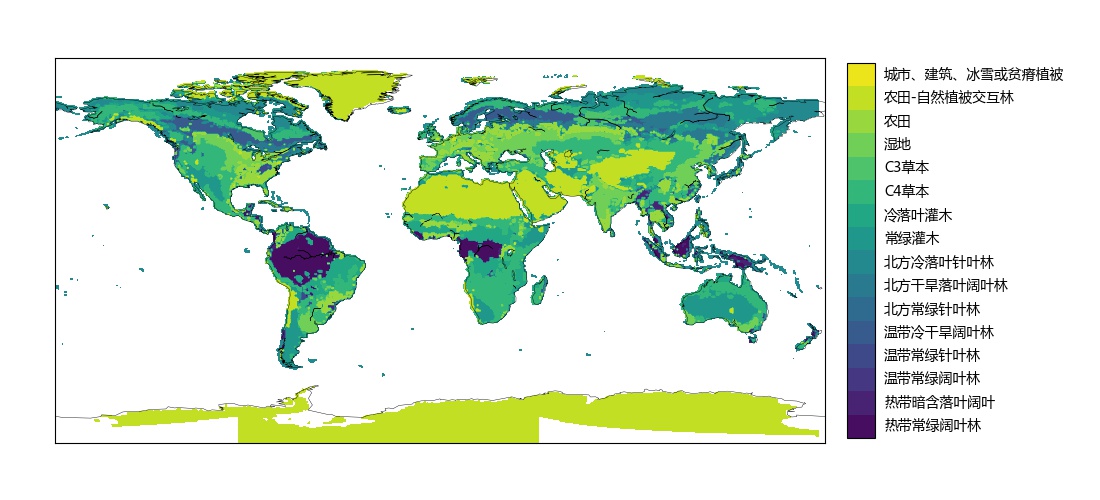 城市、建筑、冰雪或贫瘠植被
农田-自然植被交互林
农田
湿地
C3草本
C4草本
冷落叶灌木
常绿灌木
北方冷落叶针叶林
北方干旱落叶阔叶林
北方常绿针叶林
温带冷干旱阔叶林
温带常绿针叶林
温带常绿阔叶林
热带暗含落叶阔叶
热带常绿阔叶林